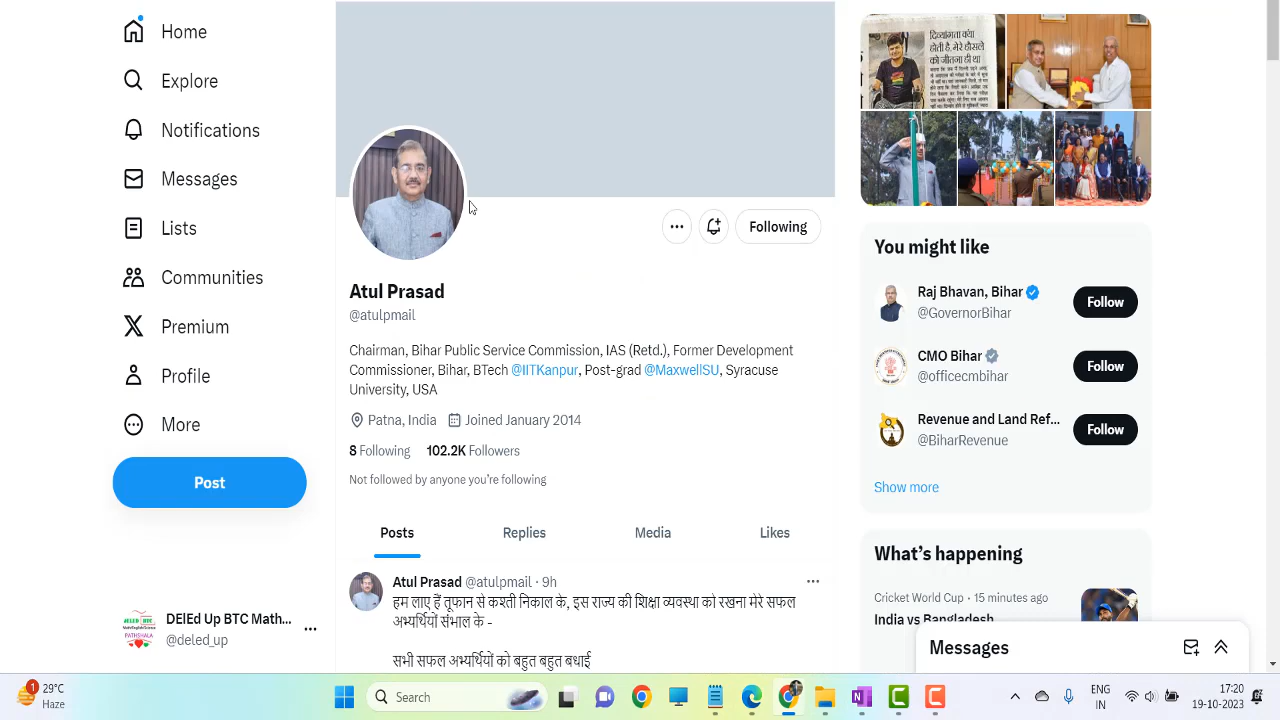 Home
Explore
Notifications
Messages
Lists
Communities
Premium
Profile
More
Post
DElEd Up BTC Math...
@deled_up
Following
Atul Prasad
@atulpmail
Chairman, Bihar Public Service Commission, IAS (Retd.), Former Development
Commissioner, Bihar, BTech @IITKanpur, Post-grad @MaxwellSU, Syracuse
University, USA
Patna, India Joined January 2014
8 Following 102.2K Followers
Not followed by anyone you're following
Posts Replies Media Likes
Atul Prasad @atulpmail · 9h
हम लाए हैं तूफान से कश्ती निकाल के, इस राज्य की शिक्षा व्यवस्था को रखना मेरे सफल
अभ्यर्थियों संभाल के -
सभी सफल अभ्यर्थियों को बहुत बहुत बधाई
दिव्यांगता क्या
होती है, मेरे हौसले
को जीतजा ही था
You might like
Raj Bhavan, Bihar
@GovernorBihar
Follow
CMO Bihar
@officecmbihar
Follow
Revenue and Land Ref...
@BiharRevenue
Follow
Show more
What's happening
Cricket World Cup · 15 minutes ago
India vs Bangladesh
Messages
1
29°C
Haze
Search
ENG
IN
17:20
19-10-2023